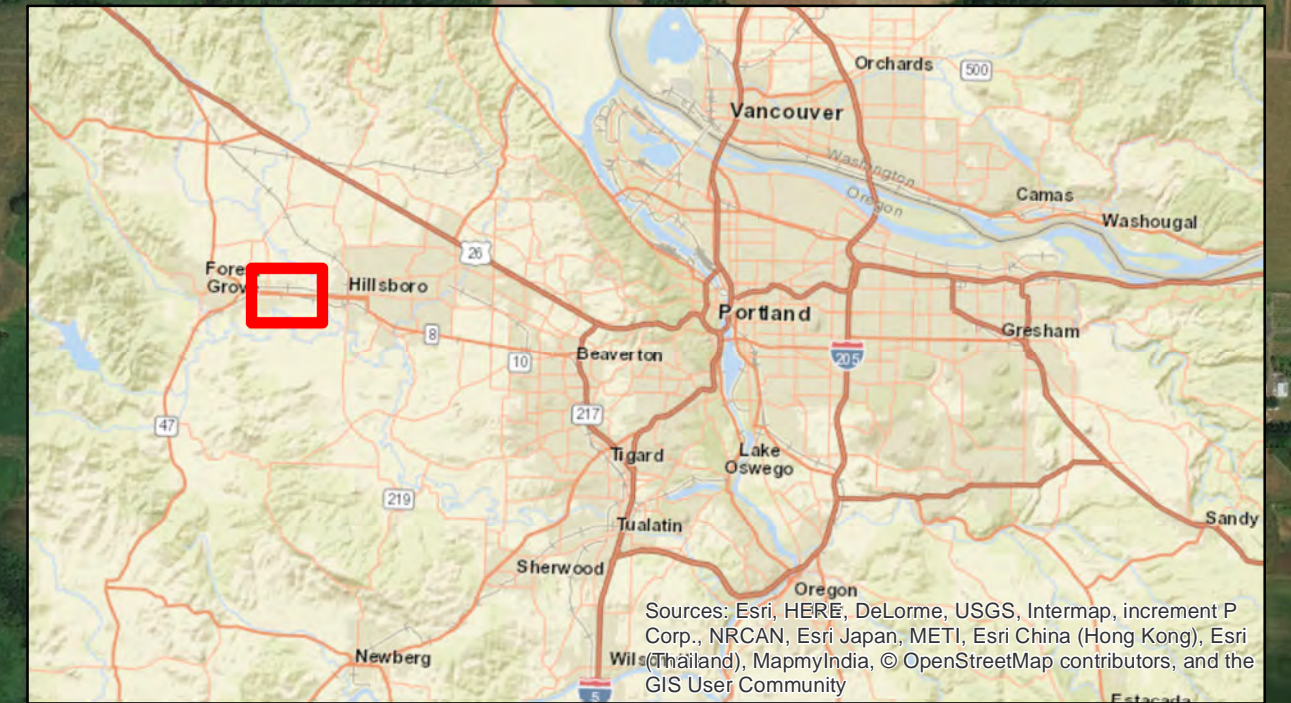 Orchards
500
Vancouver
Washington
Oregon
Camas
Washougal
26
Hillsboro
8
Portland
Gresham
10
Beaverton
205
217
47
Tigard
Lake
Oswego
219
Tualatin
Sandy
Sherwood
Oregon
Sources: Esri, HERE, DeLorme, USGS, Intermap, increment P
Corp., NRCAN, Esri Japan, METI, Esri China (Hong Kong), Esri
(Thailand), MapmyIndia, © OpenStreetMap contributors, and the
GIS User Community
Newberg
5
Estacada